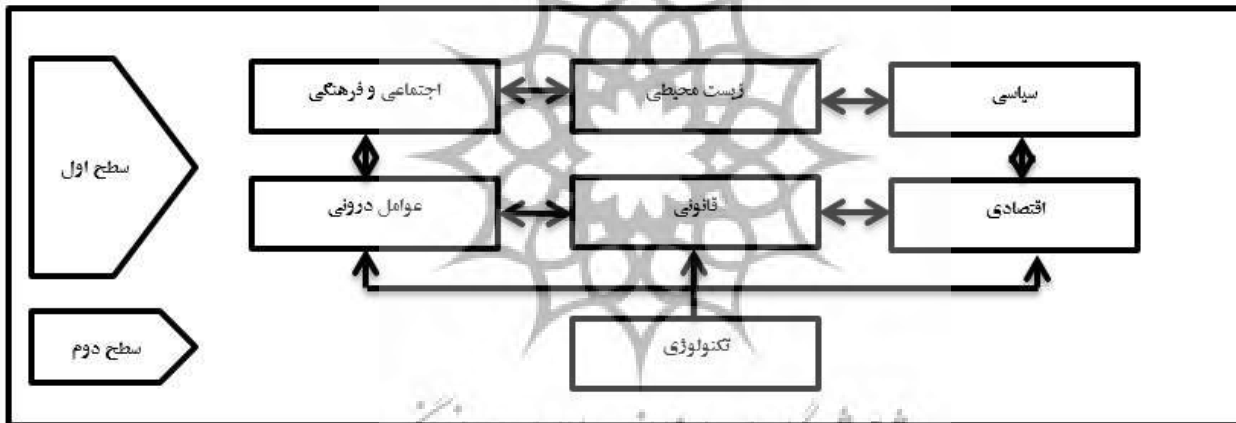 سیاسی
زیست محیطی
اجتماعی و فرهنگی
سطح اول
اقتصادی
قانونی
عوامل درونی
تکنولوژی
سطح دوم